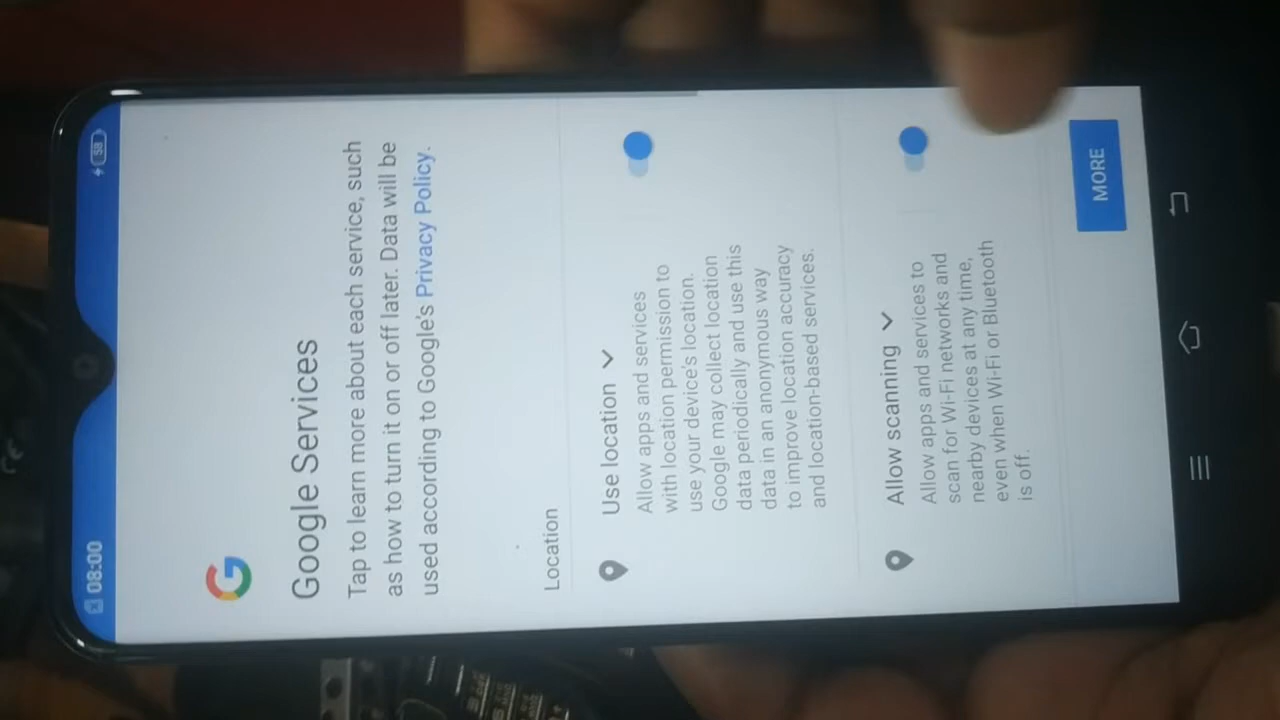 08:00
58
Google Services
Tap to learn more about each service, such
as how to turn it on or off later. Data will be
used according to Google's Privacy Policy.
Location
Use location
Allow apps and services
with location permission to
use your device's location.
Google may collect location
data periodically and use this
data in an anonymous way
to improve location accuracy
and location-based services.
Allow scanning
Allow apps and services to
scan for Wi-Fi networks and
nearby devices at any time,
even when Wi-Fi or Bluetooth
is off.
MORE